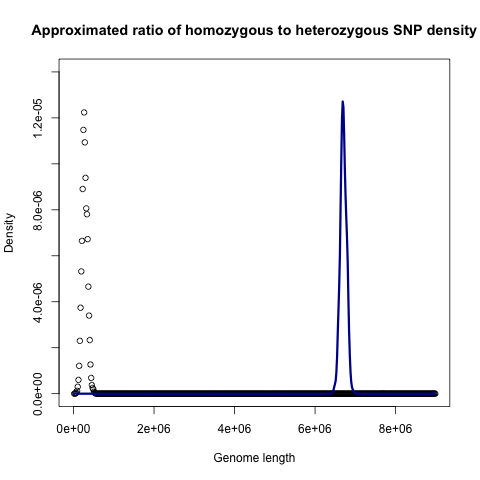 Approximated ratio of homozygous to heterozygous SNP density
Density
1.2e-05
8.0e-06
4.0e-06
0.0e+00
0e+00 2e+06 4e+06 6e+06 8e+06
Genome length